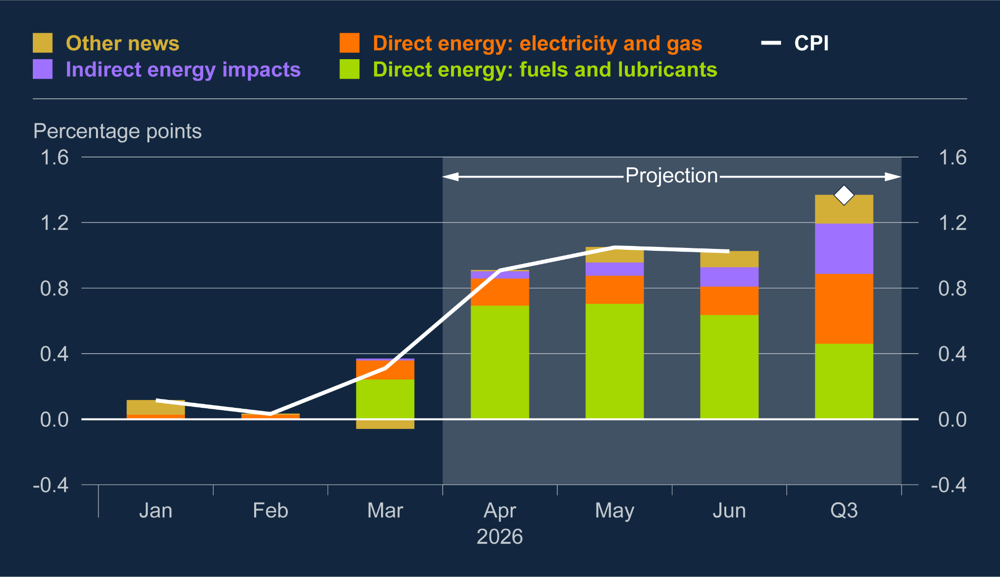 Other news
Direct energy: electricity and gas
CPI
Indirect energy impacts
Direct energy: fuels and lubricants
Percentage points
1.6 1.6
Projection
1.2 1.2
0.8 0.8
0.4 0.4
0.0 0.0
-0.4 -0.4
Jan Feb Mar Apr May Jun Q3
2026